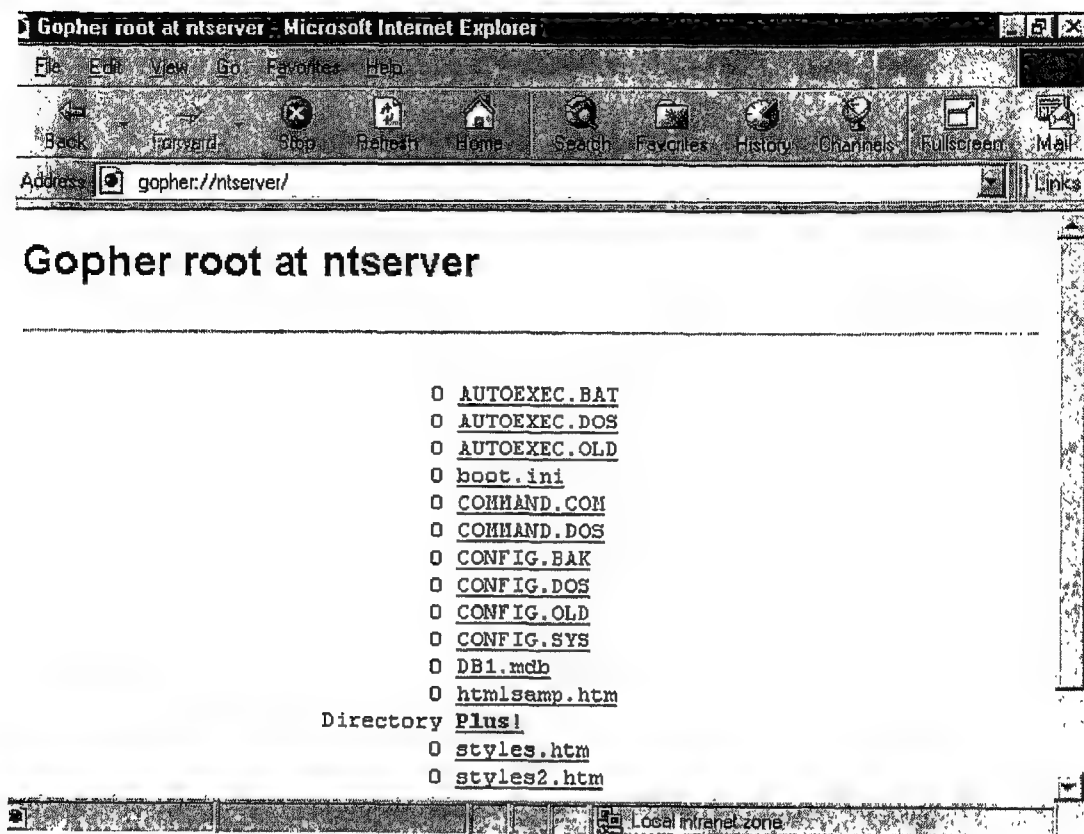 Gopher root at ntserver - Microsoft Internet Explorer
File Edit View Go Favorites Help
Back Forward Stop Refresh Home Search Favorites History Channels Fullscreen Mail
Address gopher://ntserver/ Links
Gopher root at ntserver
0 AUTOEXEC.BAT
0 AUTOEXEC.DOS
0 AUTOEXEC.OLD
0 boot.ini
0 COMMAND.COM
0 COMMAND.DOS
0 CONFIG.BAK
0 CONFIG.DOS
0 CONFIG.OLD
0 CONFIG.SYS
0 DB1.mdb
0 htmlsamp.htm
Directory Plus!
0 styles.htm
0 styles2.htm
Local intranet zone